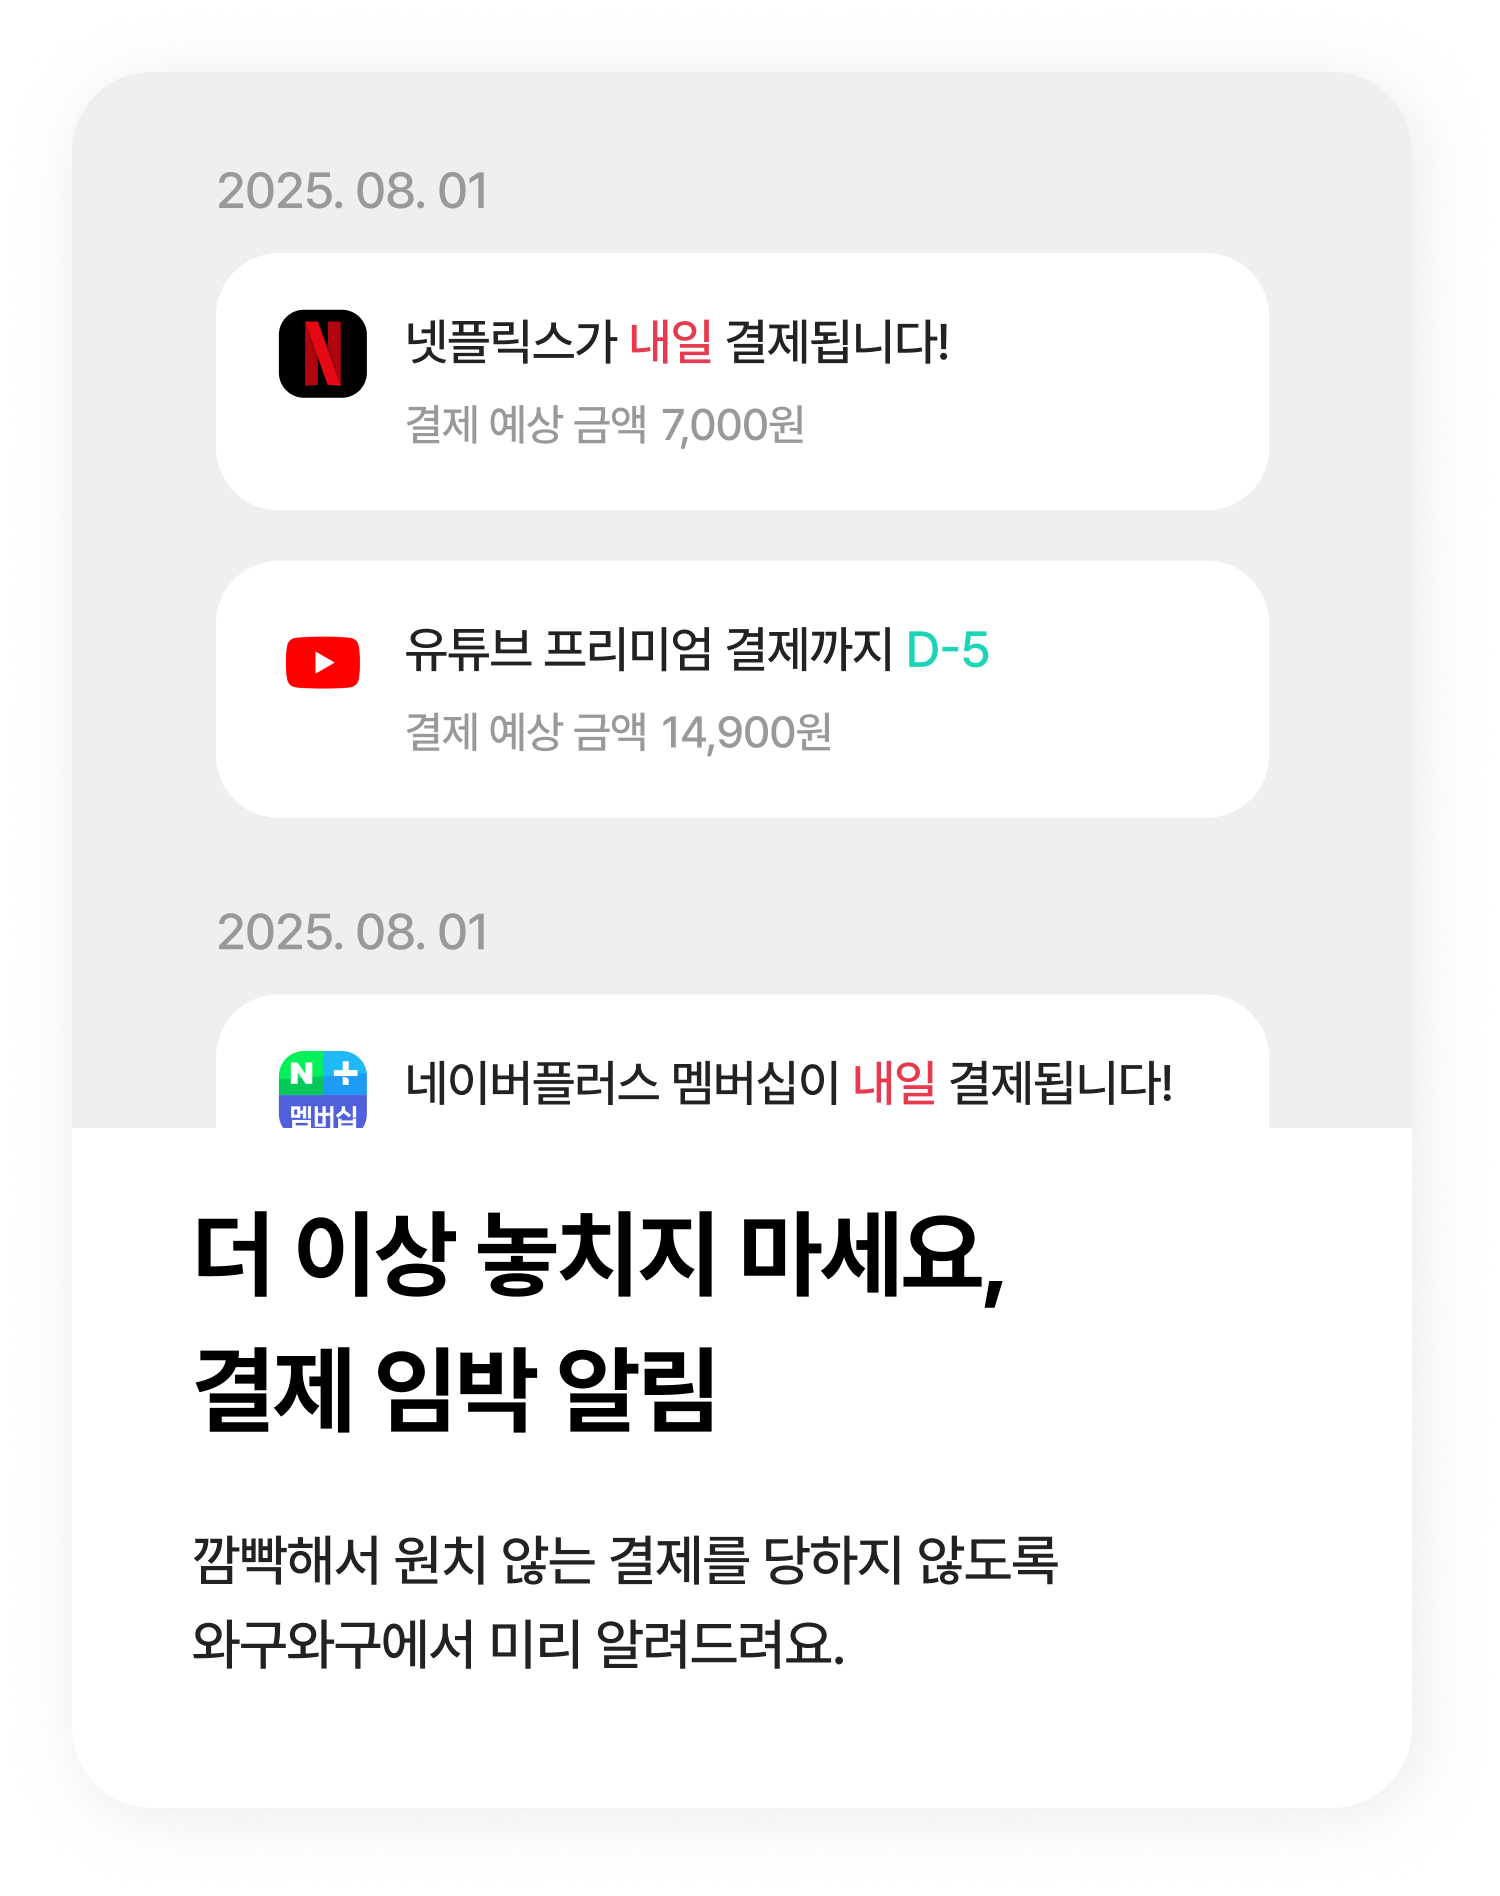 2025. 08. 01
넷플릭스가 내일 결제됩니다!
결제 예상 금액 7,000원
유튜브 프리미엄 결제까지 D-5
결제 예상 금액 14,900원
2025. 08. 01
N +
네이버플러스 멤버십이 내일 결제됩니다!
멤버십
더 이상 놓치지 마세요,
결제 임박 알림
깜빡해서 원치 않는 결제를 당하지 않도록
와구와구에서 미리 알려드려요.